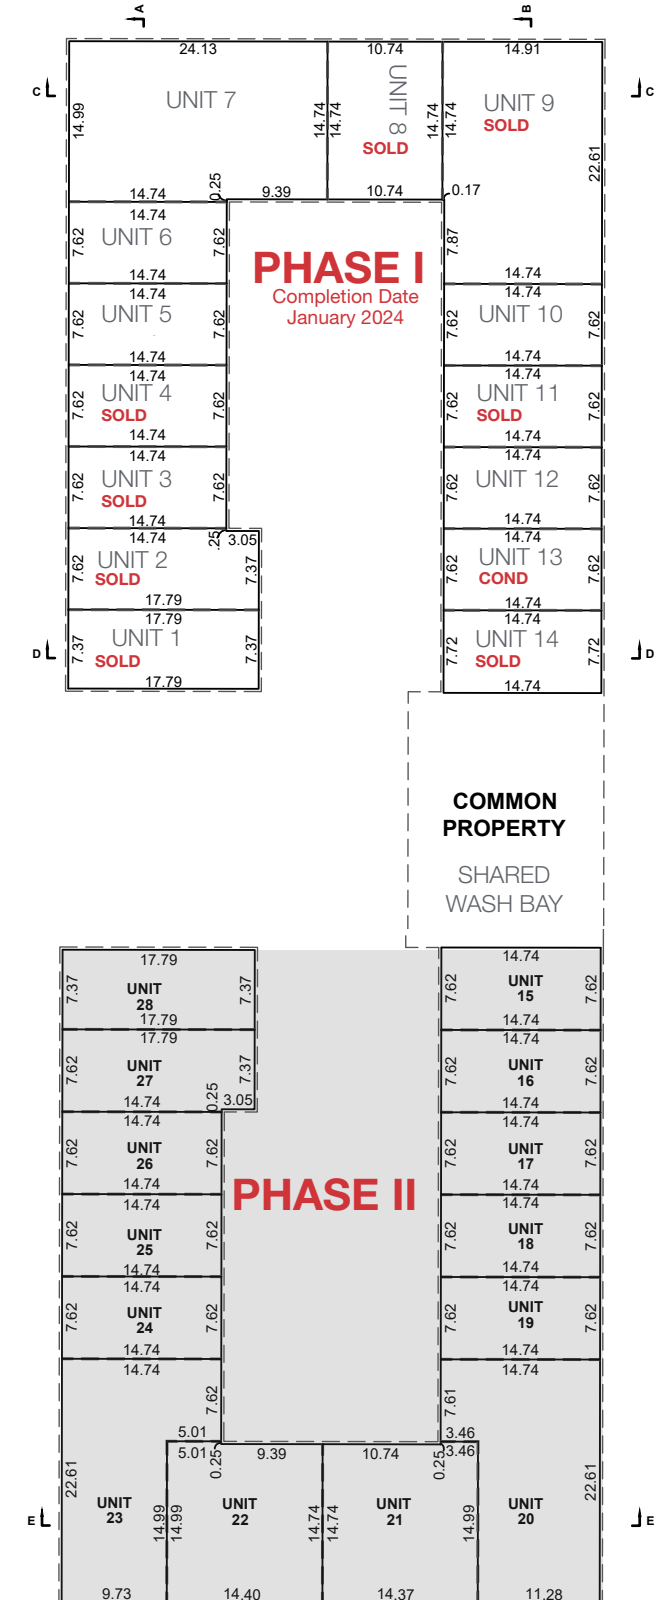 A
B
24.13
10.74
14.91
C
C
UNIT 7
UNIT 8
SOLD
UNIT 9
SOLD
14.99
14.74
14.74
14.74
14.74
22.61
14.74
0.25
9.39
10.74
0.17
14.74
7.62
UNIT 6
7.62
14.74
7.87
PHASE I
Completion Date
January 2024
14.74
7.62
UNIT 5
7.62
14.74
14.74
14.74
7.62
UNIT 10
7.62
14.74
14.74
UNIT 4
SOLD
7.62
7.62
14.74
14.74
UNIT 11
SOLD
7.62
7.62
14.74
14.74
UNIT 3
SOLD
7.62
7.62
14.74
14.74
7.62
UNIT 12
7.62
14.74
14.74
.25
3.05
UNIT 2
SOLD
7.62
7.37
17.79
14.74
UNIT 13
COND
7.62
7.62
14.74
17.79
UNIT 1
SOLD
7.37
7.37
17.79
14.74
UNIT 14
SOLD
7.72
7.72
14.74
D
D
COMMON
PROPERTY
SHARED
WASH BAY
17.79
7.37
UNIT
28
7.37
17.79
14.74
7.62
UNIT
15
7.62
14.74
17.79
7.62
UNIT
27
7.37
14.74
0.25
3.05
14.74
7.62
UNIT
16
7.62
14.74
14.74
7.62
UNIT
26
7.62
14.74
14.74
7.62
UNIT
17
7.62
14.74
PHASE II
14.74
7.62
UNIT
25
7.62
14.74
14.74
7.62
UNIT
18
7.62
14.74
14.74
7.62
UNIT
24
7.62
14.74
7.62
UNIT
19
7.62
14.74
14.74
7.62
5.01
5.01
0.25
9.39
10.74
14.74
7.61
3.46
3.46
0.25
22.61
UNIT
23
14.99
14.99
UNIT
22
14.74
14.74
UNIT
21
14.99
UNIT
20
22.61
E
E
9.73
14.40
14.37
11.28